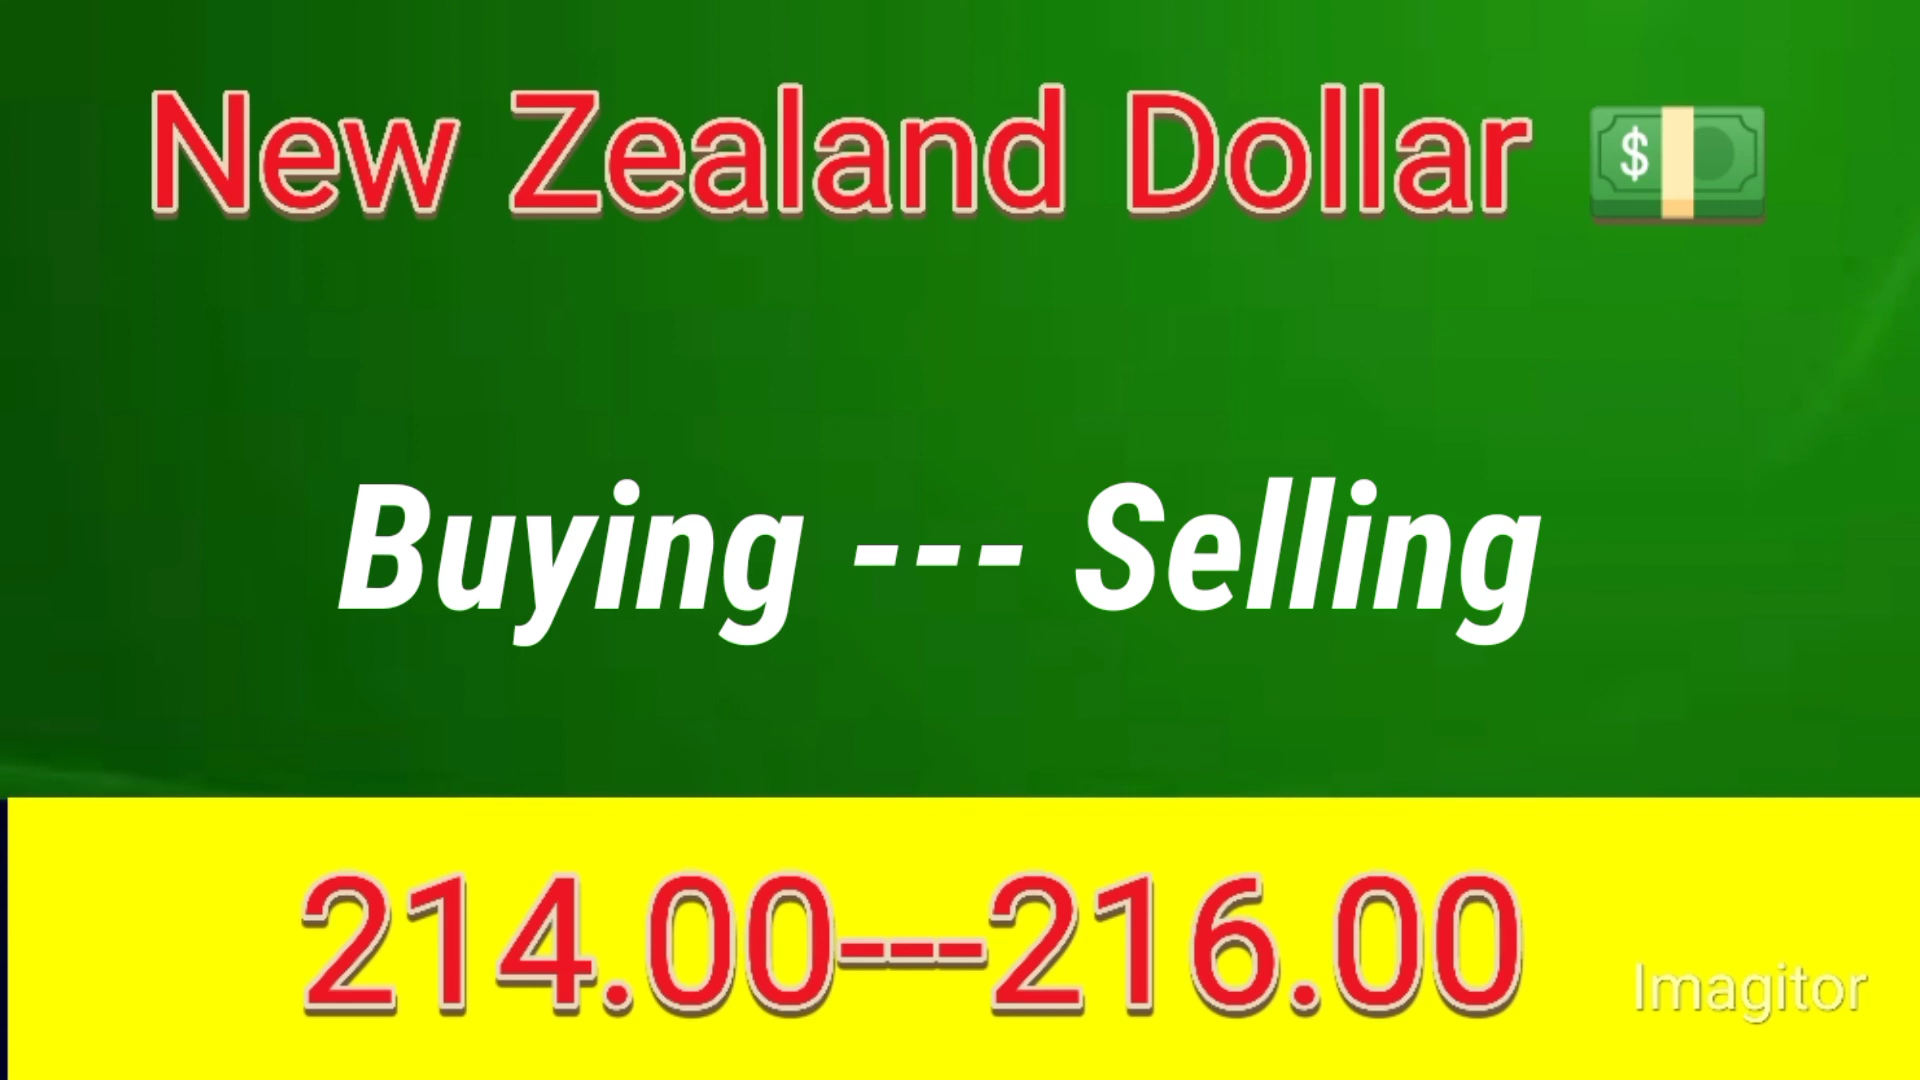 New Zealand Dollar 💵
Buying --- Selling
214.00---216.00
Imagitor